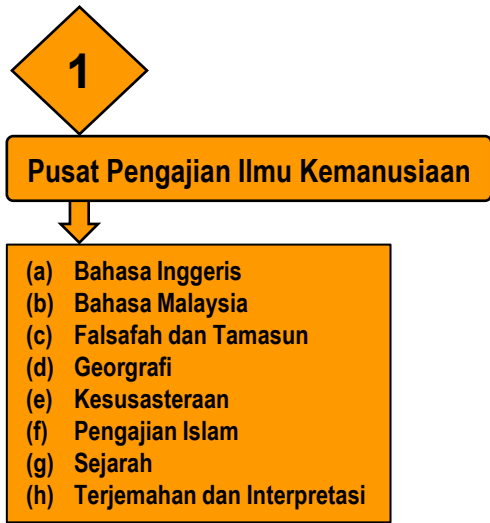 1
Pusat Pengajian Ilmu Kemanusiaan
(a) Bahasa Inggeris
(b) Bahasa Malaysia
(c) Falsafah dan Tamasun
(d) Georgrafi
(e) Kesusasteraan
(f) Pengajian Islam
(g) Sejarah
(h) Terjemahan dan Interpretasi